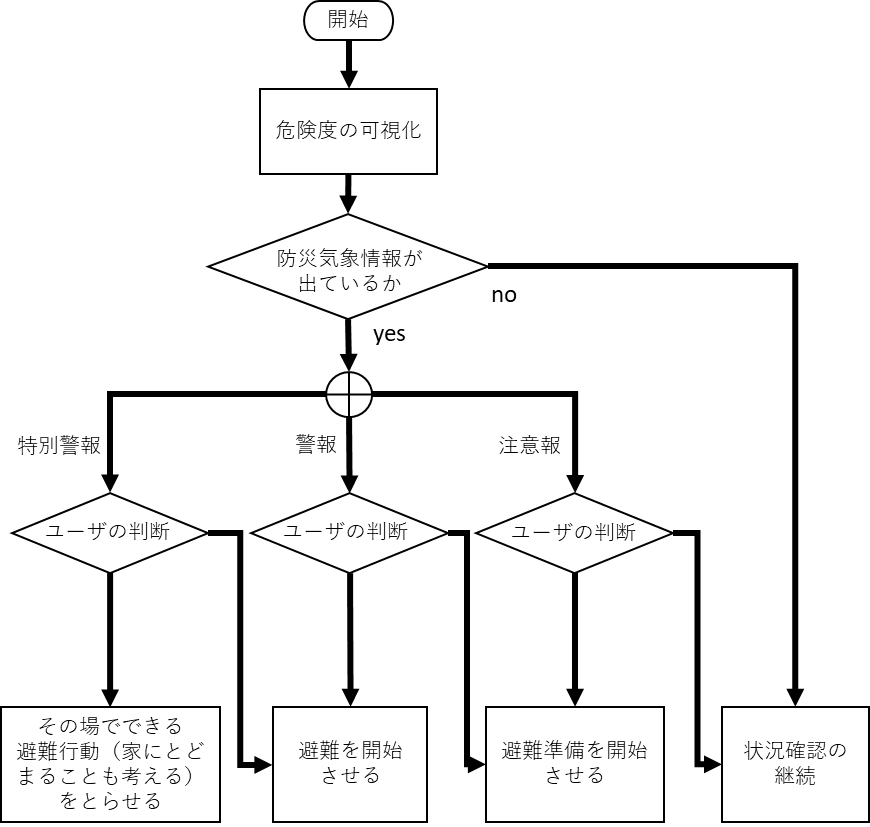 開始
危険度の可視化
防災気象情報が
出ているか
no
yes
特別警報
警報
注意報
ユーザの判断
ユーザの判断
ユーザの判断
その場でできる
避難行動（家にとど
まることも考える）
をとらせる
避難を開始
させる
避難準備を開始
させる
状況確認の
継続